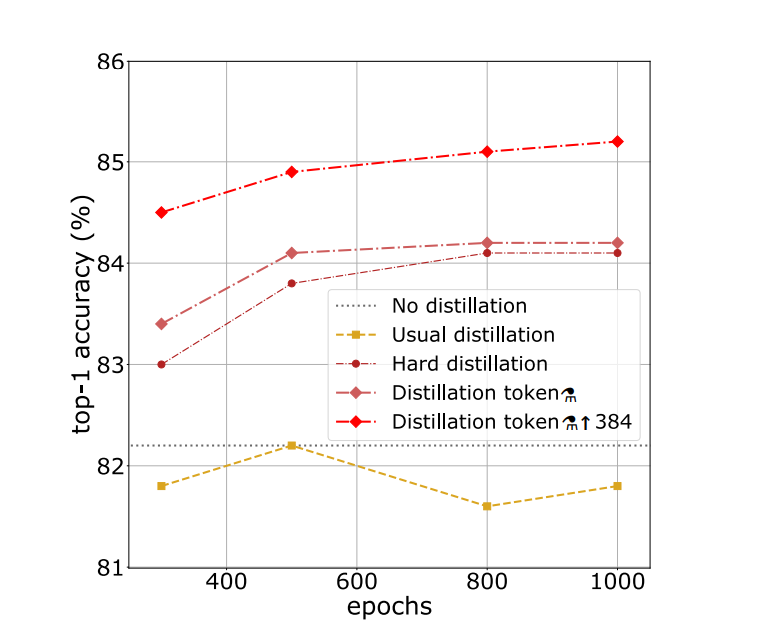 86
85
84
83
82
81
top-1 accuracy (%)
No distillation
Usual distillation
Hard distillation
Distillation token⚗
Distillation token⚗↑384
400 600 800 1000
epochs